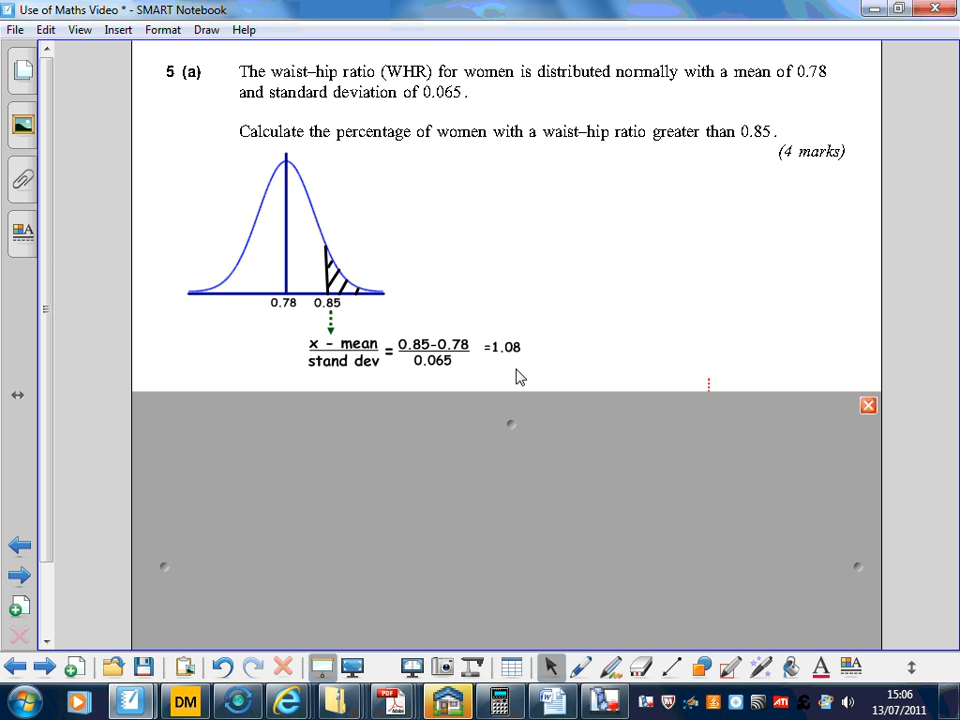 Use of Maths Video * - SMART Notebook
File Edit View Insert Format Draw Help
5 (a) The waist–hip ratio (WHR) for women is distributed normally with a mean of 0.78
and standard deviation of 0.065.
Calculate the percentage of women with a waist–hip ratio greater than 0.85.
(4 marks)
0.78 0.85
x - mean
stand dev
=
0.85-0.78
0.065
=1.08
A
DM
PDF
W
ATI
15:06
13/07/2011